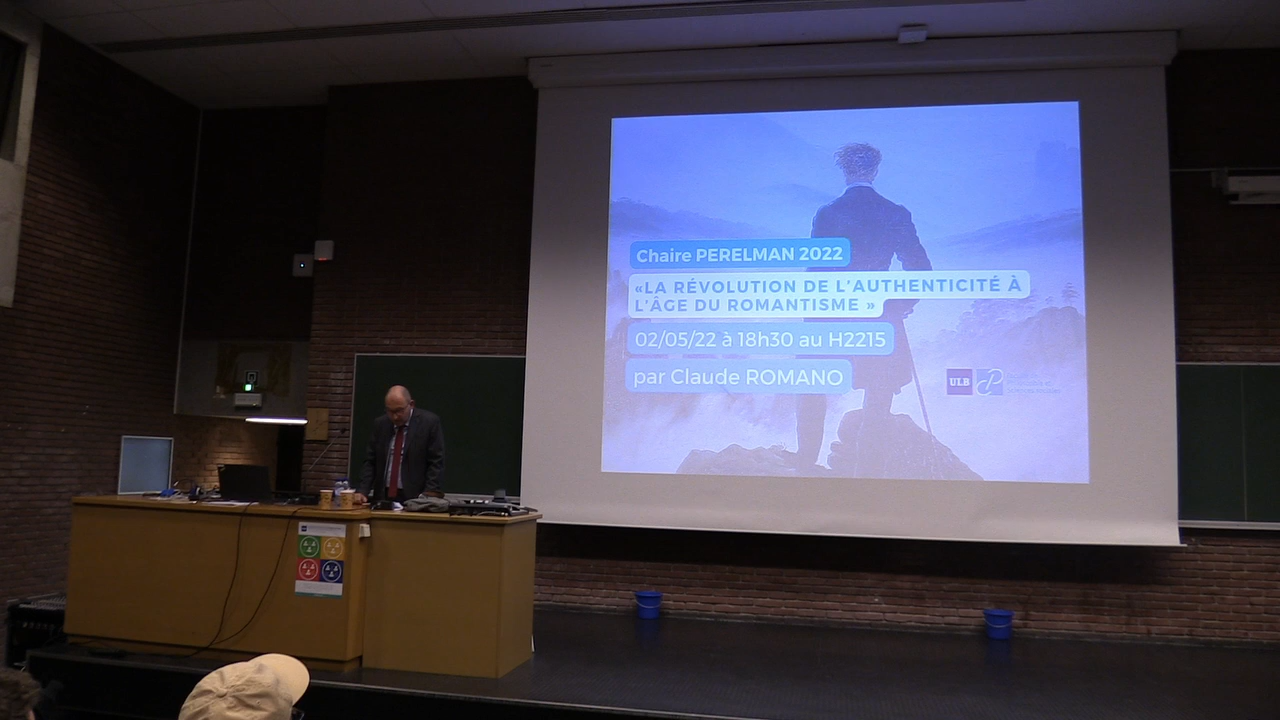 Chaire PERELMAN 2022
«LA RÉVOLUTION DE L'AUTHENTICITÉ À
L'ÂGE DU ROMANTISME »
02/05/22 à 18h30 au H2215
par Claude ROMANO
ULB